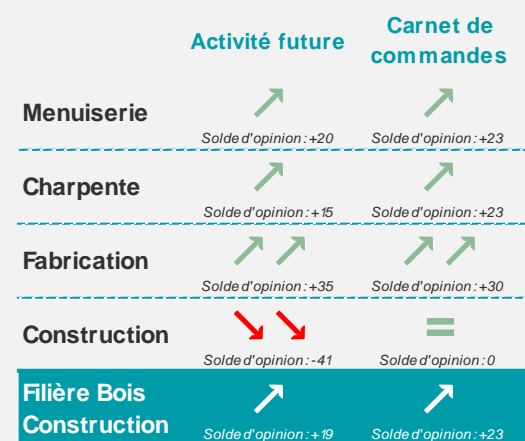 Activité future
Carnet de
commandes
Menuiserie
Solde d'opinion : +20
Solde d'opinion : +23
Charpente
Solde d'opinion : +15
Solde d'opinion : +23
Fabrication
Solde d'opinion : +35
Solde d'opinion : +30
Construction
=
Solde d'opinion : -41
Solde d'opinion : 0
Filière Bois
Construction
Solde d'opinion : +19
Solde d'opinion : +23